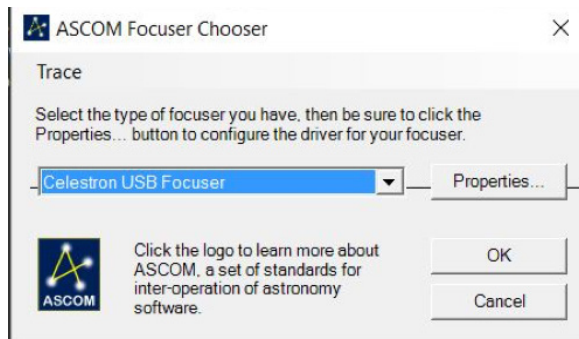 ASCOM Focuser Chooser
Trace
Select the type of focuser you have, then be sure to click the
Properties... button to configure the driver for your focuser.
Celestron USB Focuser
Properties...
Click the logo to learn more about
ASCOM, a set of standards for
inter-operation of astronomy
software.
ASCOM
OK
Cancel